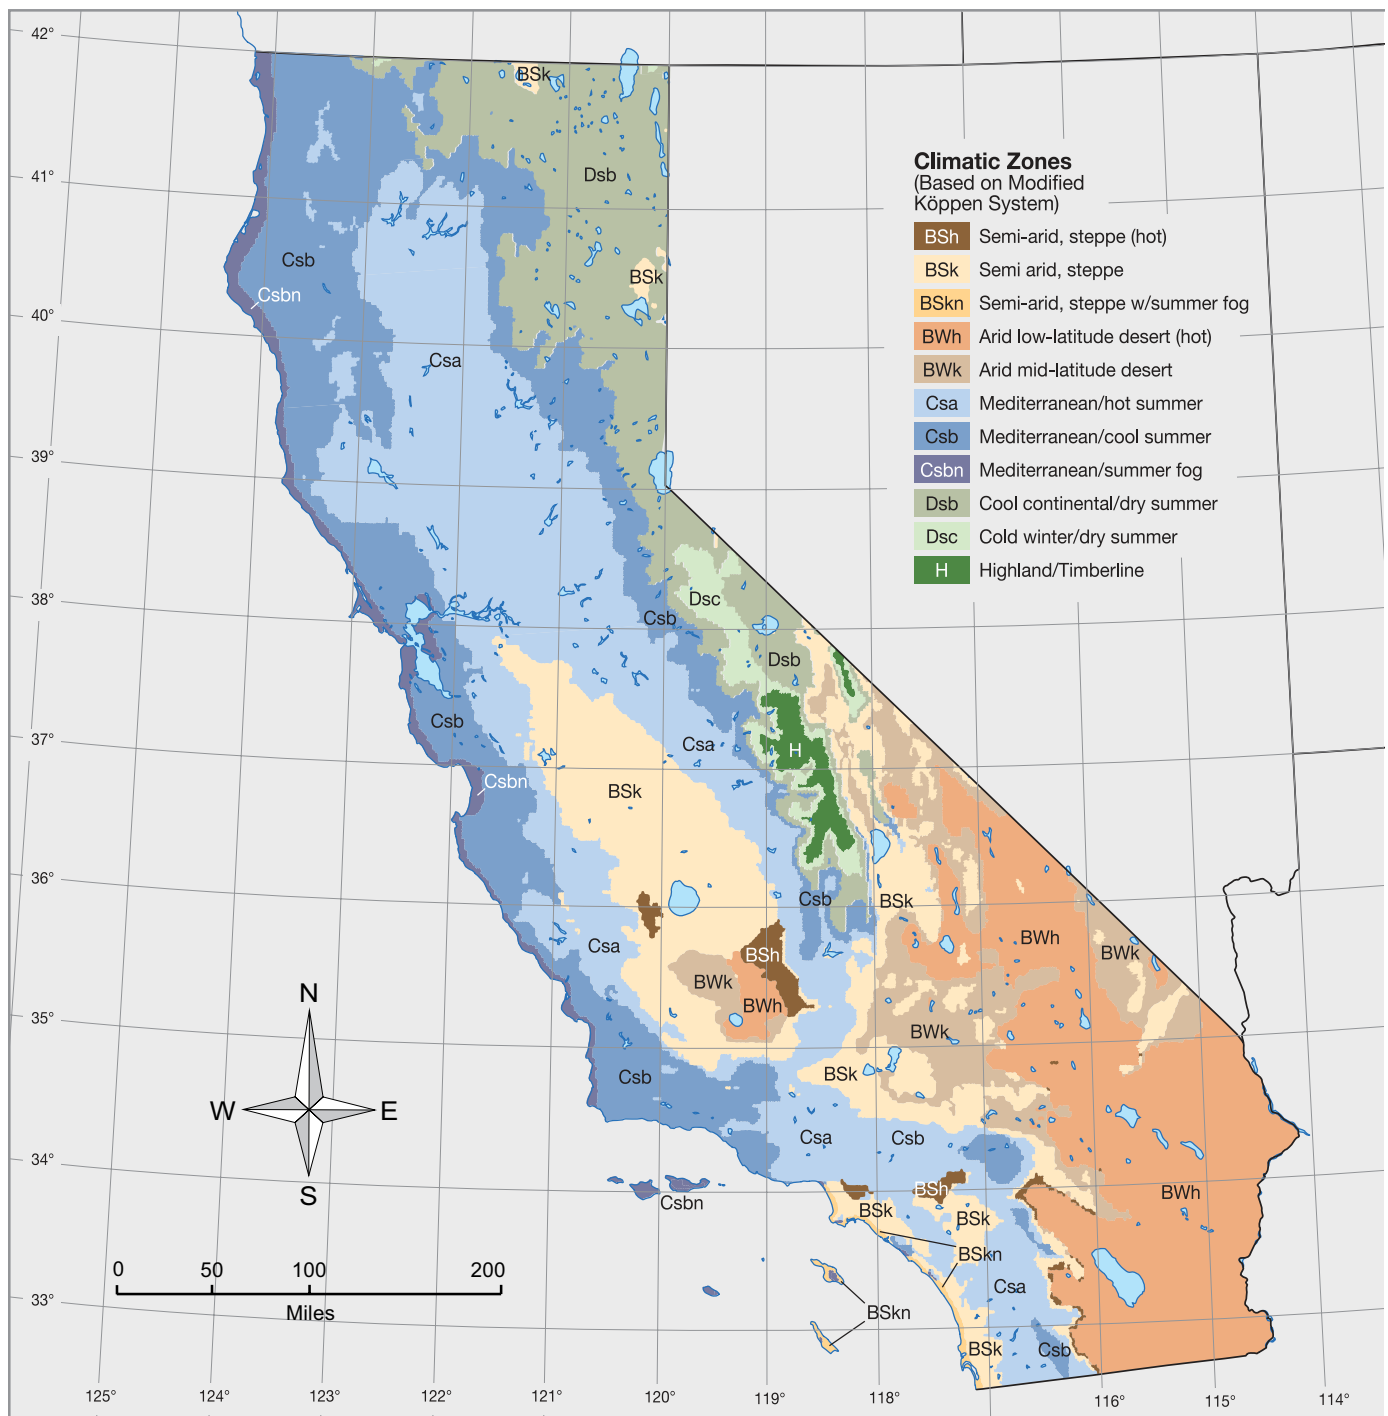 42°
41°
40°
39°
38°
37°
36°
35°
34°
33°
125°
124°
123°
122°
121°
120°
119°
118°
117°
116°
115°
114°
Climatic Zones
(Based on Modified
Köppen System)
BSh Semi-arid, steppe (hot)
BSk Semi arid, steppe
BSkn Semi-arid, steppe w/summer fog
BWh Arid low-latitude desert (hot)
BWk Arid mid-latitude desert
Csa Mediterranean/hot summer
Csb Mediterranean/cool summer
Csbn Mediterranean/summer fog
Dsb Cool continental/dry summer
Dsc Cold winter/dry summer
H Highland/Timberline
BSk
Dsb
Csb
BSk
Csbn
Csa
Dsc
Csb
Dsb
Csb
Csa
H
Csbn
BSk
Csb
BSk
BWh
Csa
BSh
BWk
BWk
BWh
BWk
BSk
Csb
Csa
Csb
BSh
BWh
Csbn
BSk
BSk
BSkn
Csa
BSkn
BSk
Csb
N
W
E
S
0 50 100 200
Miles